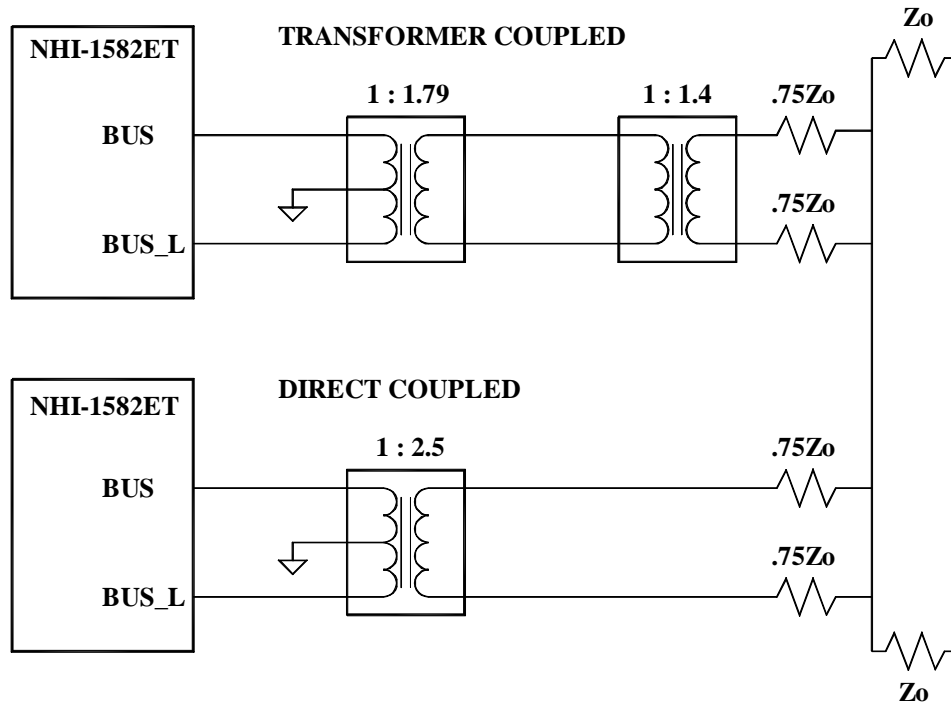 Zo
TRANSFORMER COUPLED
NHI-1582ET
1 : 1.79
1 : 1.4
.75Zo
BUS
.75Zo
BUS_L
DIRECT COUPLED
NHI-1582ET
1 : 2.5
.75Zo
BUS
.75Zo
BUS_L
Zo